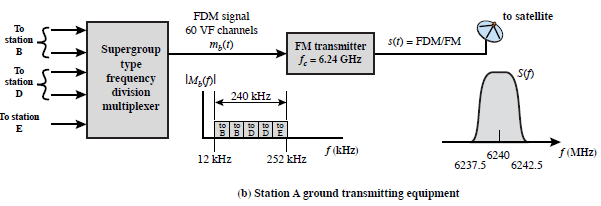 To
station
B
To
station
D
To station
E
Supergroup
type
frequency
division
multiplexer
FDM signal
60 VF channels
m_b(t)
FM transmitter
f_c = 6.24 GHz
s(t) = FDM/FM
to satellite
|M_b(f)|
240 kHz
to B
to B
to D
to D
to E
12 kHz
252 kHz
f (kHz)
S(f)
6237.5
6240
6242.5
f (MHz)
(b) Station A ground transmitting equipment